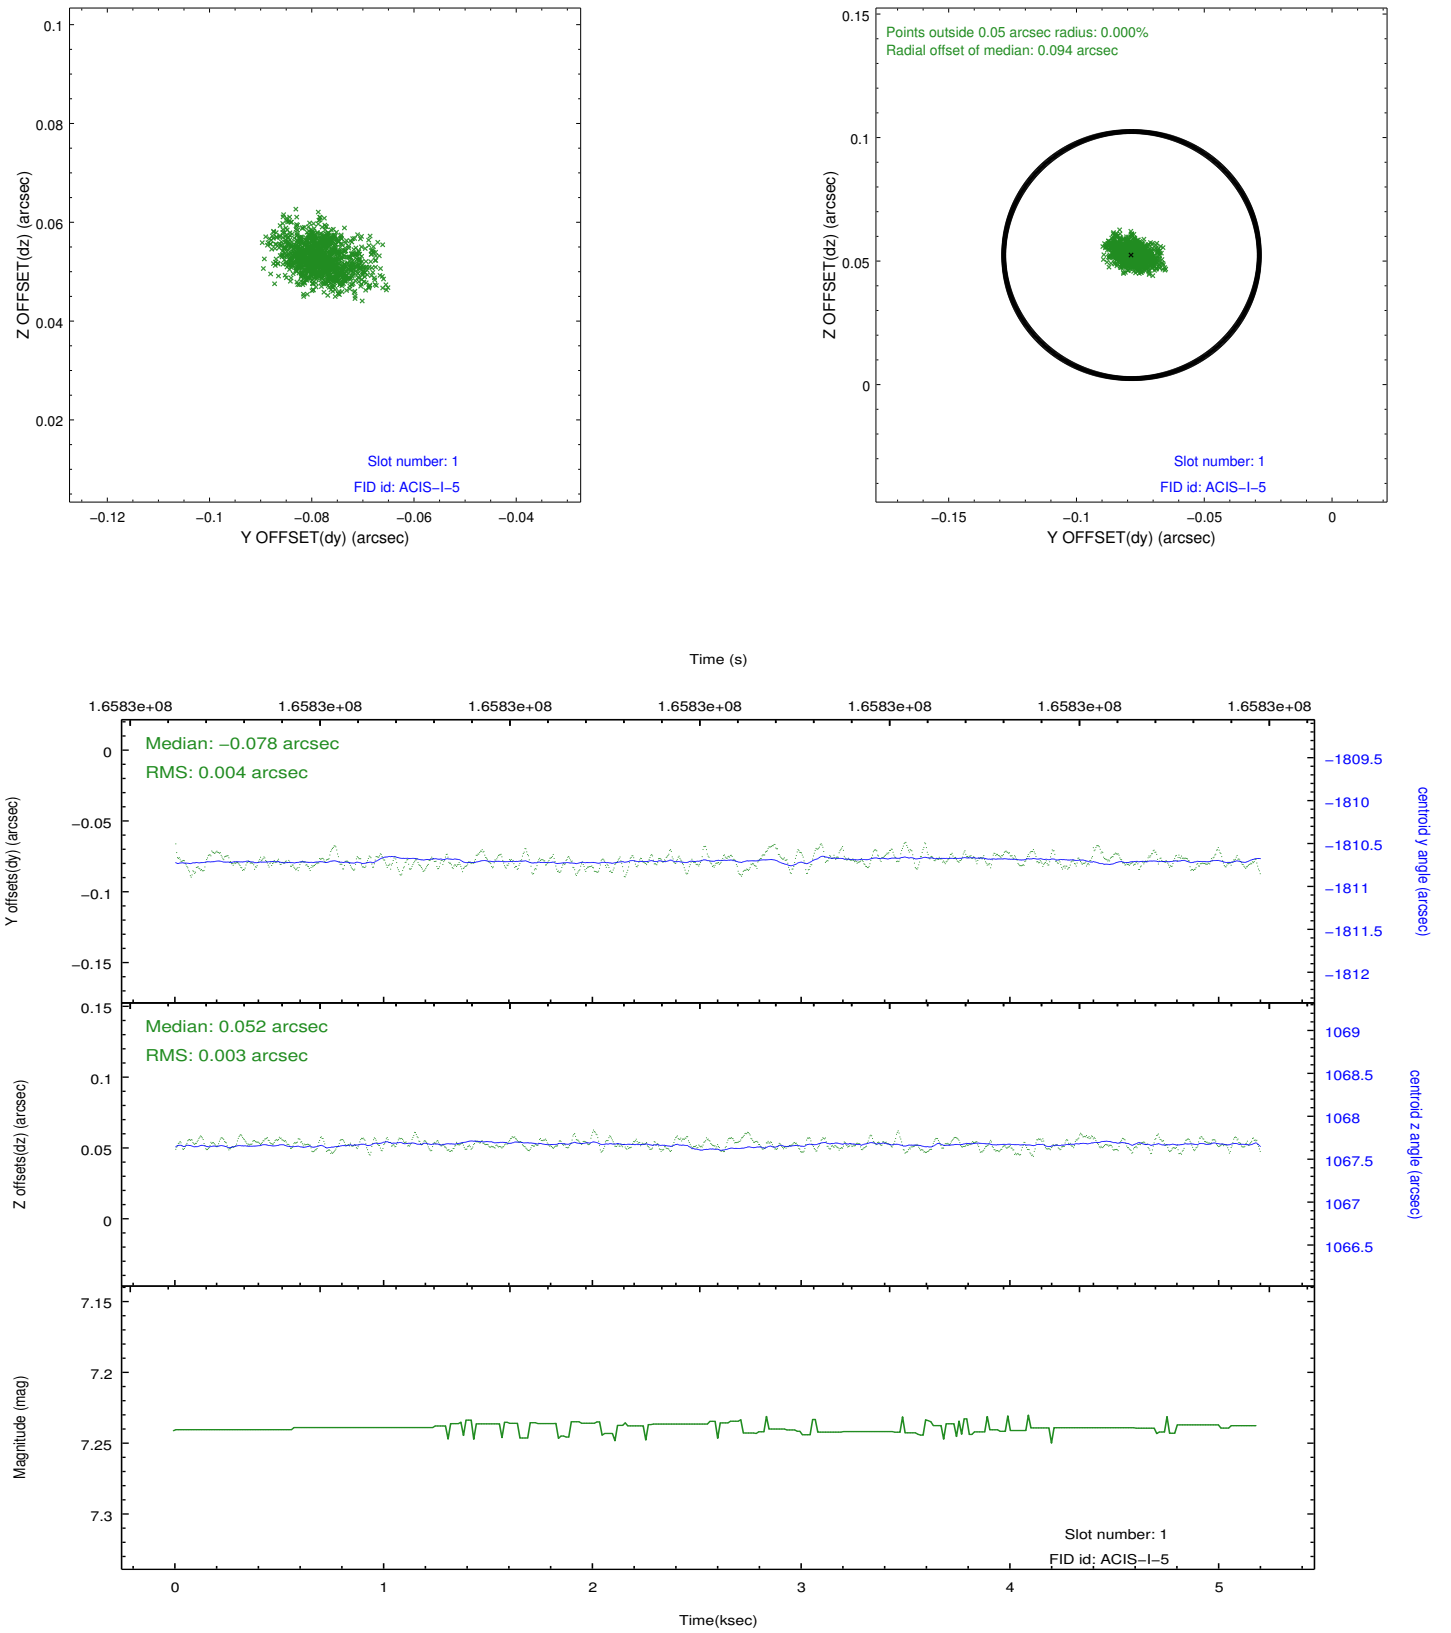 0.1
0.08
0.06
0.04
0.02
Z OFFSET(dz) (arcsec)
Slot number: 1
FID id: ACIS−I−5
−0.12 −0.1 −0.08 −0.06 −0.04
Y OFFSET(dy) (arcsec)
Points outside 0.05 arcsec radius: 0.000%
Radial offset of median: 0.094 arcsec
0.15
0.1
0.05
0
Z OFFSET(dz) (arcsec)
Slot number: 1
FID id: ACIS−I−5
−0.15 −0.1 −0.05 0
Y OFFSET(dy) (arcsec)
Time (s)
1.6583e+08 1.6583e+08 1.6583e+08 1.6583e+08 1.6583e+08 1.6583e+08 1.6583e+08
Median: −0.078 arcsec
RMS: 0.004 arcsec
0
−0.05
−0.1
−0.15
Y offsets(dy) (arcsec)
−1809.5
−1810
−1810.5
−1811
−1811.5
−1812
centroid y angle (arcsec)
Median: 0.052 arcsec
RMS: 0.003 arcsec
0.15
0.1
0.05
0
Z offsets(dz) (arcsec)
1069
1068.5
1068
1067.5
1067
1066.5
centroid z angle (arcsec)
7.15
7.2
7.25
7.3
Magnitude (mag)
Slot number: 1
FID id: ACIS−I−5
0 1 2 3 4 5
Time(ksec)